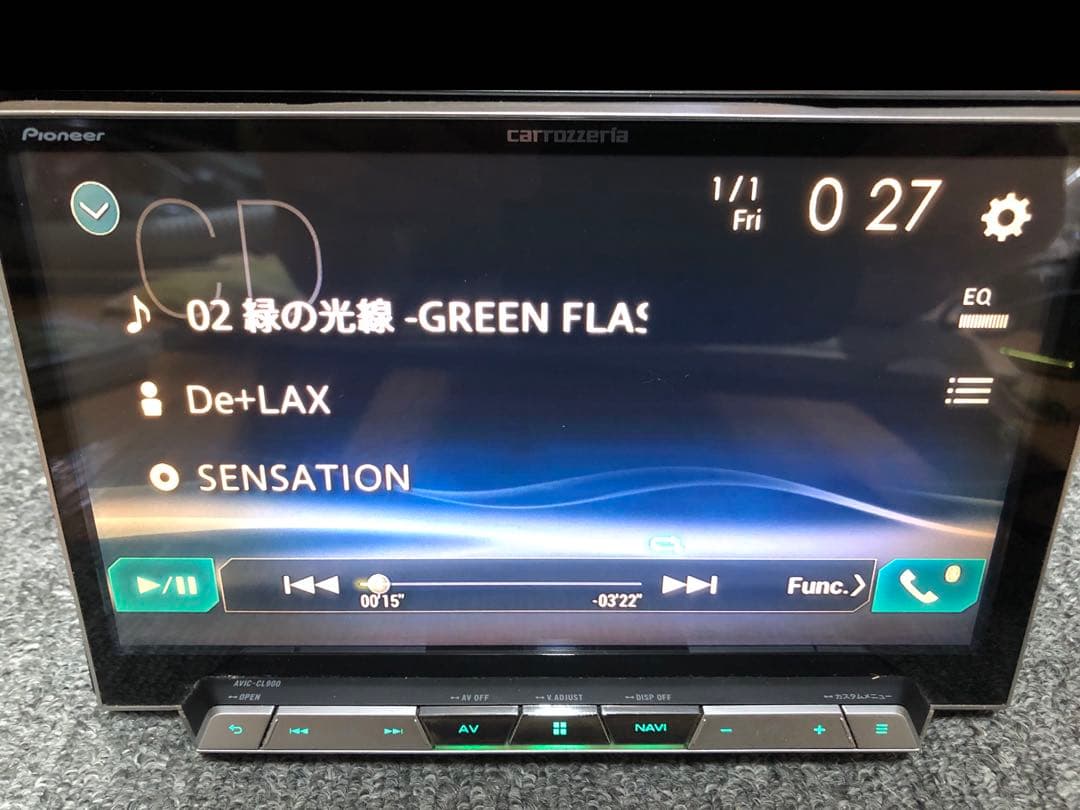 Pioneer
carrozzeria
CD
1/1
Fri
0 27
02 緑の光線 -GREEN FLAS
EQ
De+LAX
SENSATION
00'15"
-03'22"
Func.
AVIC-CL900
OPEN
AV OFF
V.ADJUST
DISP OFF
カスタムメニュー
AV
NAVI